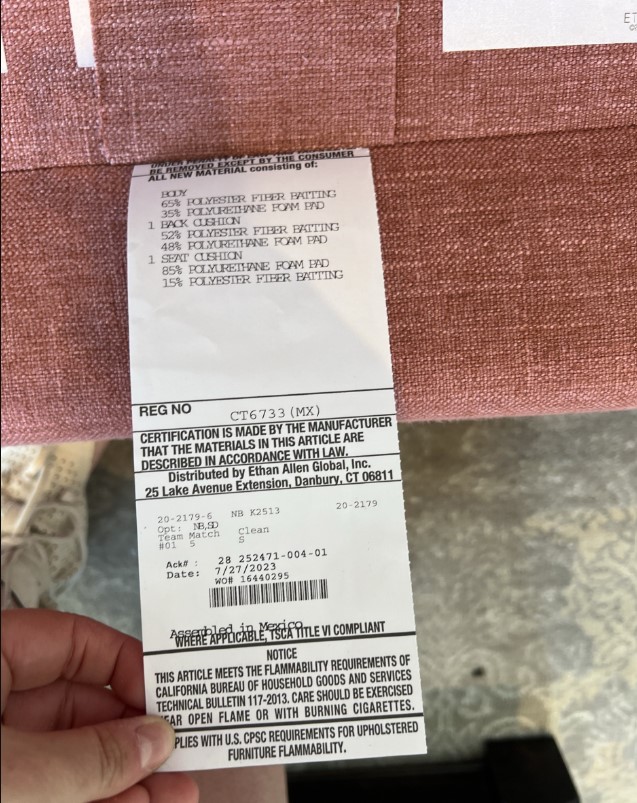 ET
BE REMOVED EXCEPT BY THE CONSUMER
ALL NEW MATERIAL consisting of:
BODY
65% POLYESTER FIBER BATTING
35% POLYURETHANE FOAM PAD
1 BACK CUSHION
52% POLYESTER FIBER BATTING
48% POLYURETHANE FOAM PAD
1 SEAT CUSHION
85% POLYURETHANE FOAM PAD
15% POLYESTER FIBER BATTING
REG NO CT6733(MX)
CERTIFICATION IS MADE BY THE MANUFACTURER
THAT THE MATERIALS IN THIS ARTICLE ARE
DESCRIBED IN ACCORDANCE WITH LAW.
Distributed by Ethan Allen Global, Inc.
25 Lake Avenue Extension, Danbury, CT 06811
20-2179-6 NB K2513 20-2179
Opt: NB,SD
Team Match Clean
#01 5 S
Ack# : 28 252471-004-01
Date: 7/27/2023
WO# 16440295
Assembled in Mexico
WHERE APPLICABLE, TSCA TITLE VI COMPLIANT
NOTICE
THIS ARTICLE MEETS THE FLAMMABILITY REQUIREMENTS OF
CALIFORNIA BUREAU OF HOUSEHOLD GOODS AND SERVICES
TECHNICAL BULLETIN 117-2013. CARE SHOULD BE EXERCISED
EAR OPEN FLAME OR WITH BURNING CIGARETTES.
PLIES WITH U.S. CPSC REQUIREMENTS FOR UPHOLSTERED
FURNITURE FLAMMABILITY.